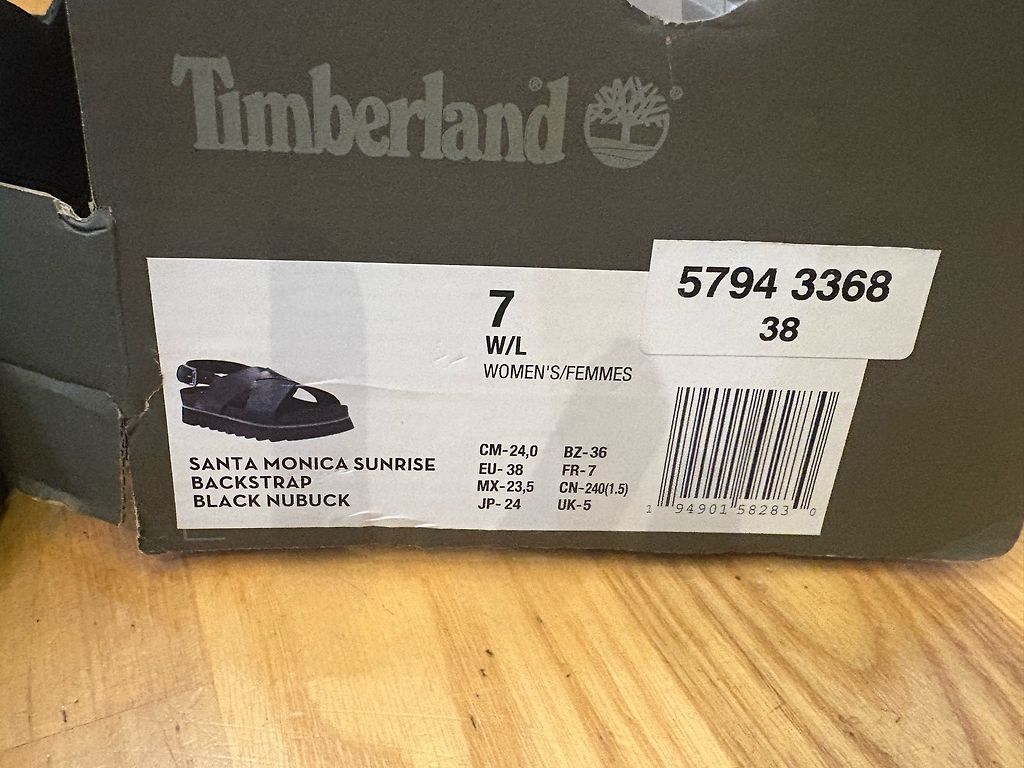 Timberland®
®
5794 3368
38
7
W/L
WOMEN'S/FEMMES
SANTA MONICA SUNRISE
BACKSTRAP
BLACK NUBUCK
CM-24,0 BZ-36
EU-38 FR-7
MX-23,5 CN-240(1.5)
JP-24 UK-5
1 94901 58283 0